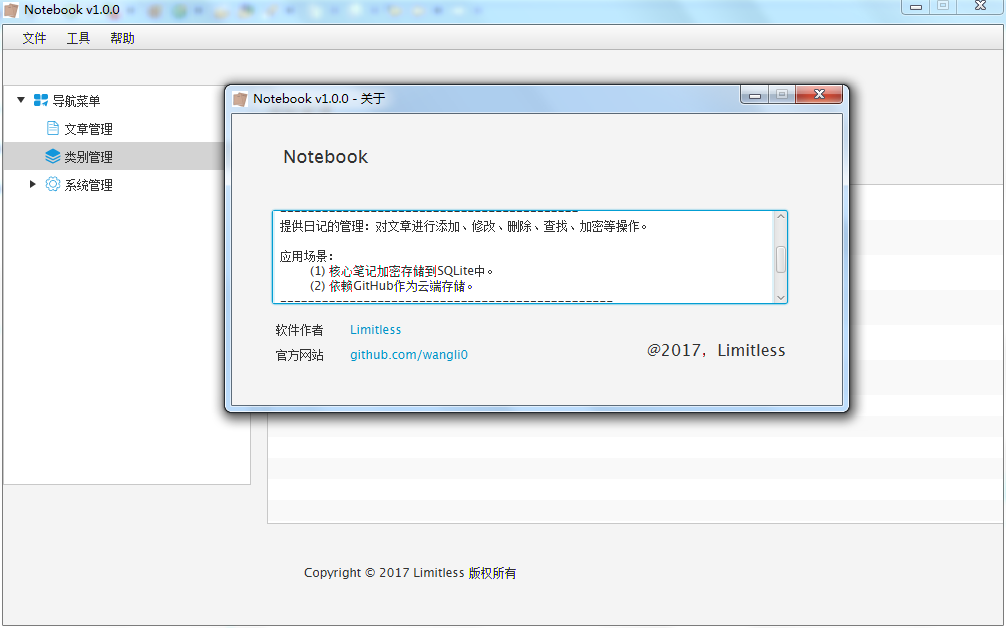 Notebook v1.0.0
文件 工具 帮助
导航菜单
文章管理
类别管理
系统管理
Notebook v1.0.0 - 关于
Notebook
提供日记的管理：对文章进行添加、修改、删除、查找、加密等操作。
应用场景：
(1) 核心笔记加密存储到SQLite中。
(2) 依赖GitHub作为云端存储。
软件作者 Limitless
官方网站 github.com/wangli0
@2017，Limitless
Copyright © 2017 Limitless 版权所有